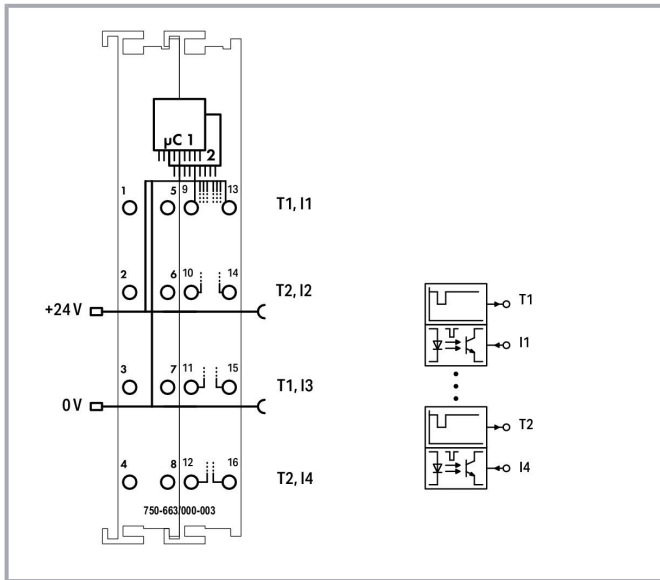 µC 1
2
1 5 9 13
T1, I1
2 6 10 14
T2, I2
+24V
3 7 11 15
T1, I3
0V
4 8 12 16
T2, I4
750-663/000-003
T1
I1
T2
I4